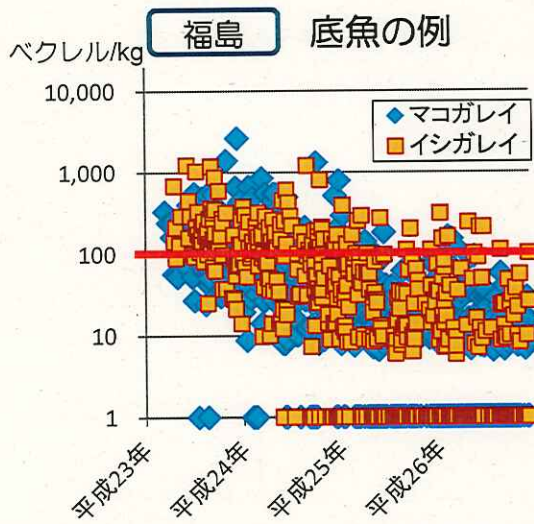 福島 底魚の例
ベクレル/kg
10,000
1,000
100
10
1
マコガレイ
イシガレイ
平成23年
平成24年
平成25年
平成26年